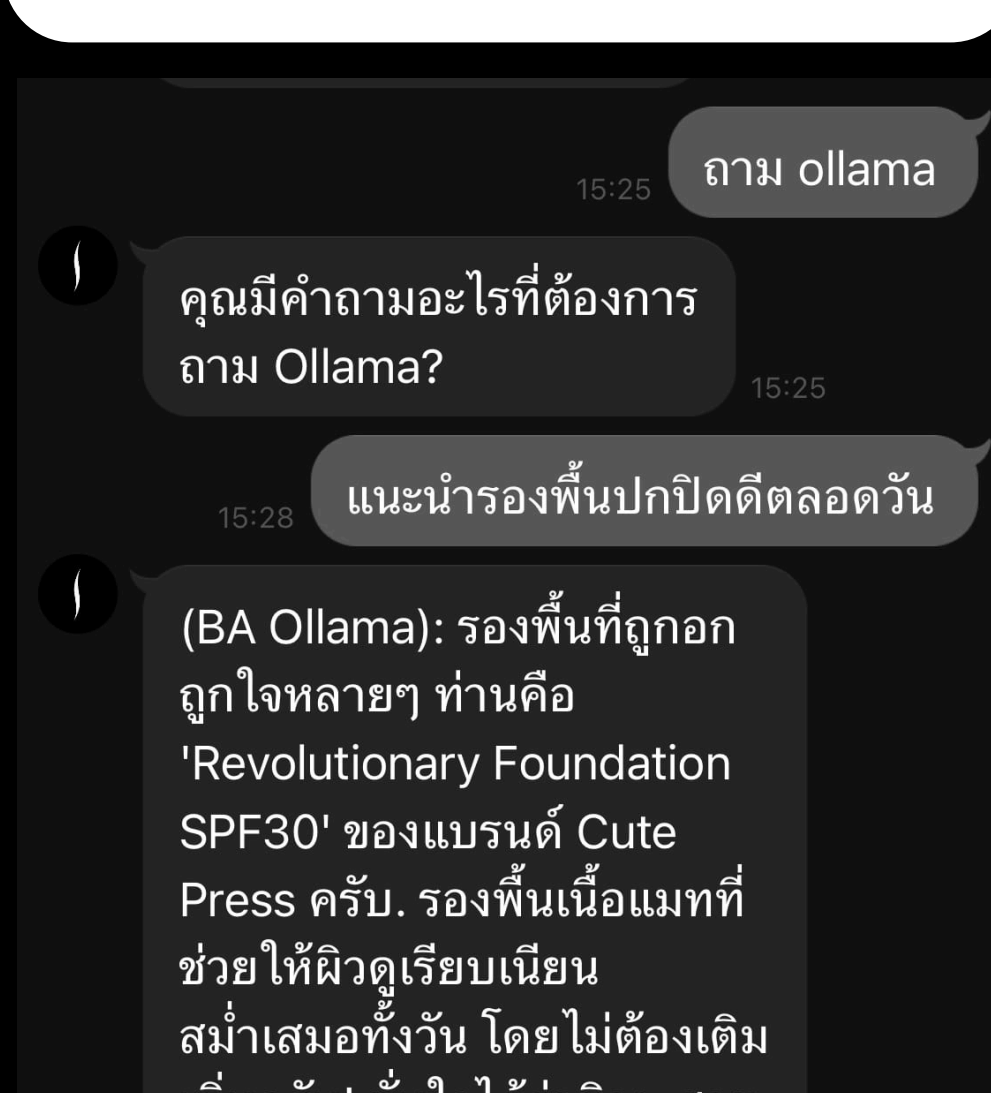 ถาม ollama
15:25
คุณมีคำถามอะไรที่ต้องการ
ถาม Ollama?
15:25
แนะนำรองพื้นปกปิดดีตลอดวัน
15:28
(BA Ollama): รองพื้นที่ถูกอก
ถูกใจหลายๆ ท่านคือ
'Revolutionary Foundation
SPF30' ของแบรนด์ Cute
Press ครับ. รองพื้นเนื้อแมทที่
ช่วยให้ผิวดูเรียบเนียน
สม่ำเสมอทั้งวัน โดยไม่ต้องเติม